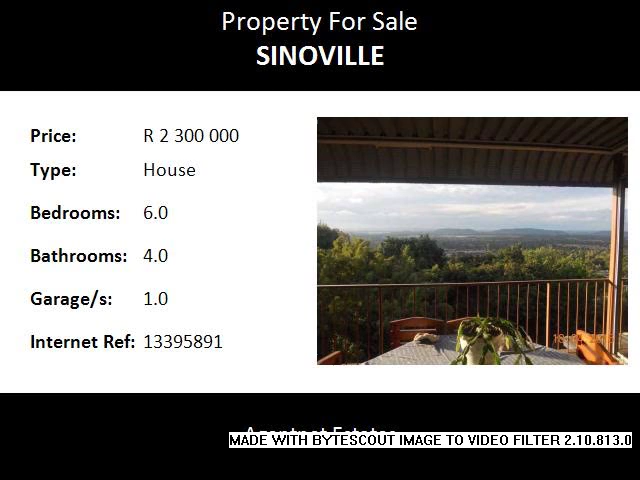 Property For Sale
SINOVILLE
Price: R 2 300 000
Type: House
Bedrooms: 6.0
Bathrooms: 4.0
Garage/s: 1.0
Internet Ref: 13395891
MADE WITH BYTESCOUT IMAGE TO VIDEO FILTER 2.10.813.0